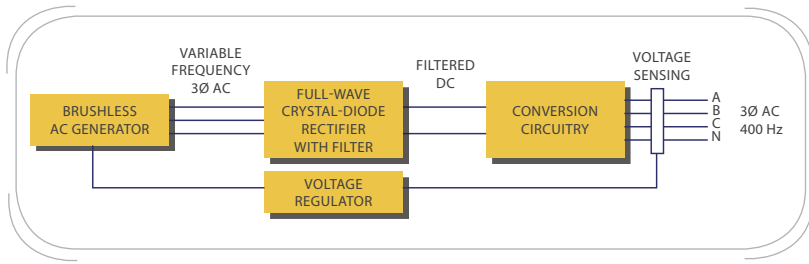 VARIABLE
FREQUENCY
3Ø AC
FILTERED
DC
VOLTAGE
SENSING
BRUSHLESS
AC GENERATOR
FULL-WAVE
CRYSTAL-DIODE
RECTIFIER
WITH FILTER
CONVERSION
CIRCUITRY
A
B
C
N
3Ø AC
400 Hz
VOLTAGE
REGULATOR